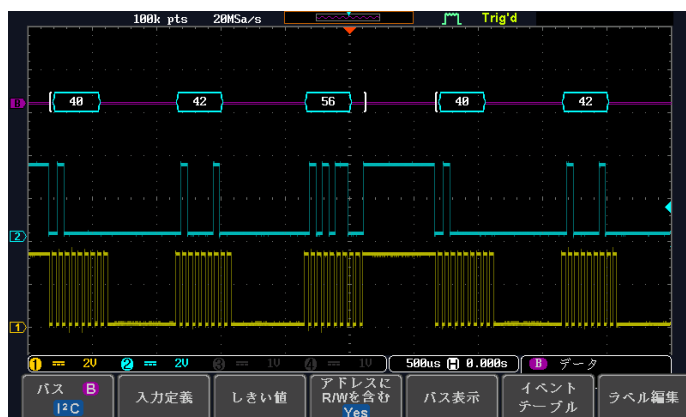 100k pts 20MSa/s Trig'd
B 40 42 56 40 42
2
1
1 2V 2 2V 3 1V 4 1V 500us H 0.000s B データ
バス B I²C
入力定義
しきい値
アドレスに R/Wを含む Yes
バス表示
イベント テーブル
ラベル編集